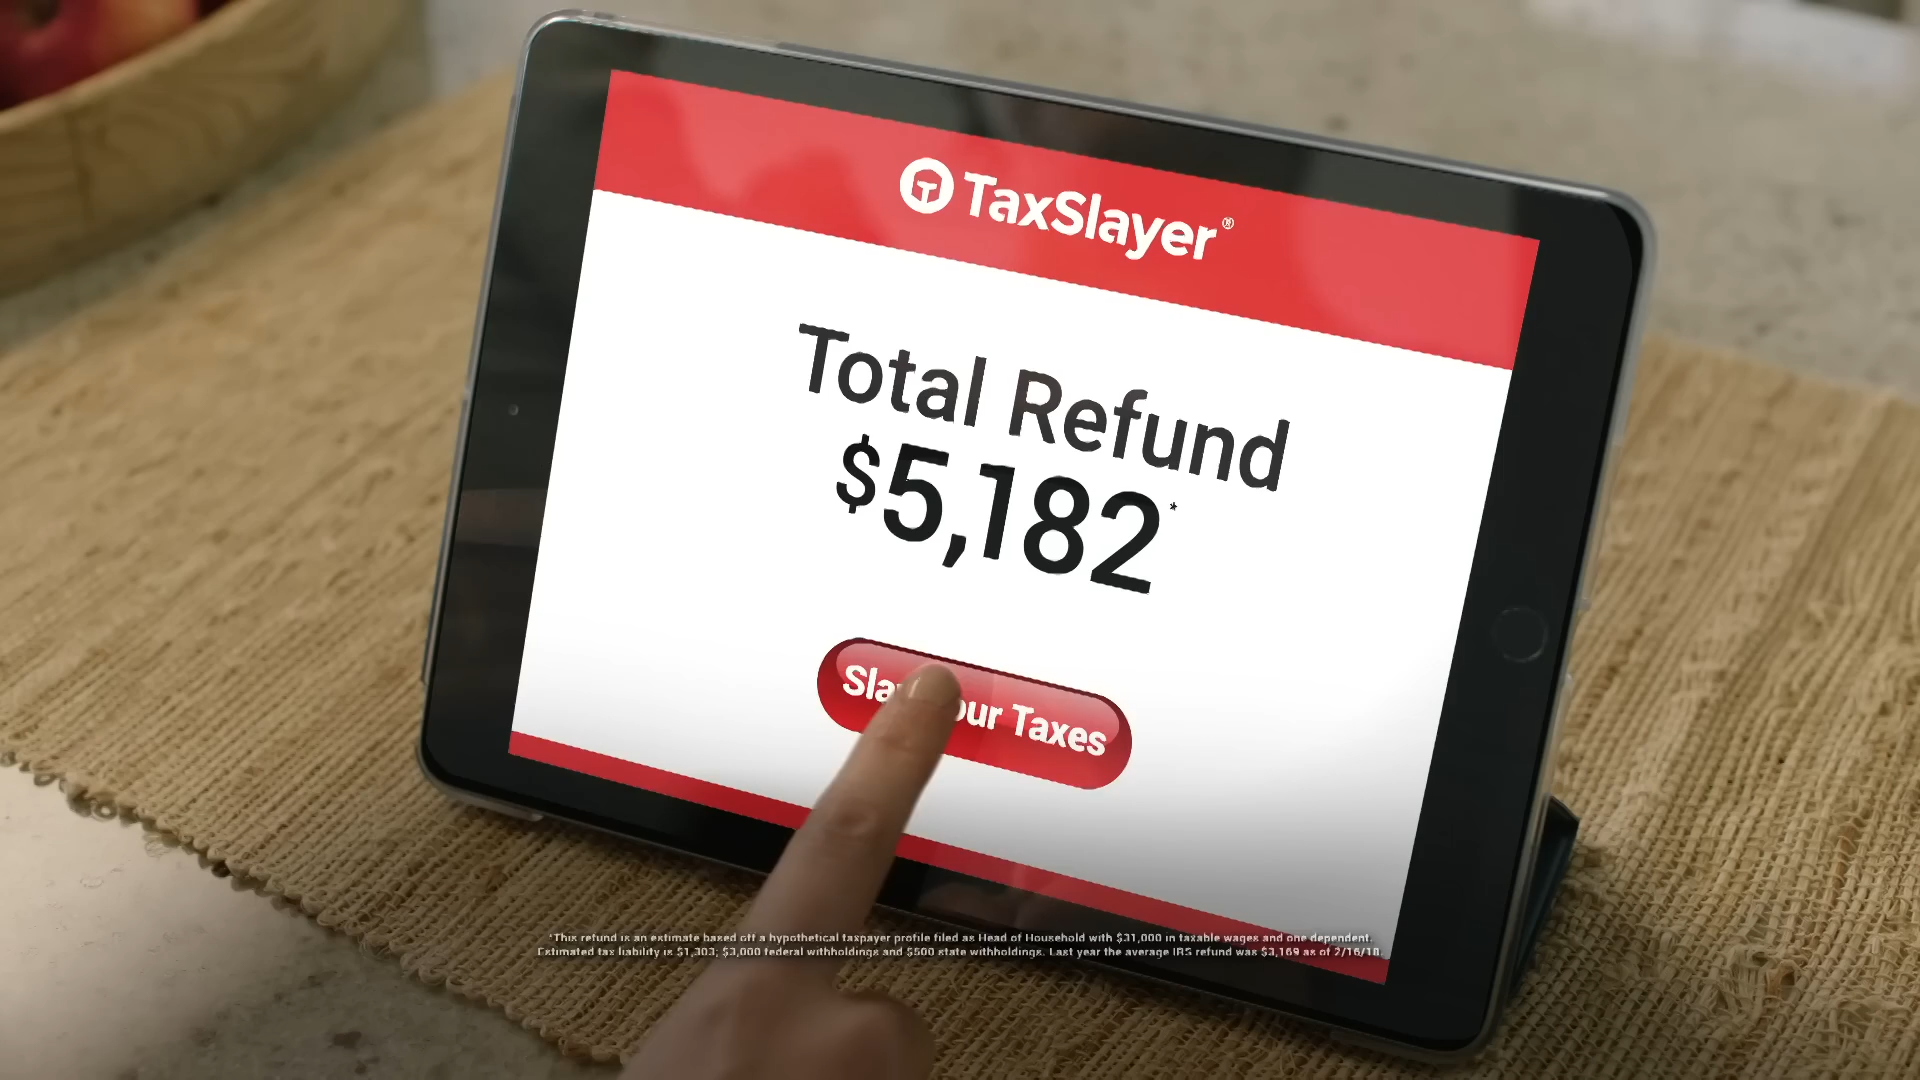 TaxSlayer®
Total Refund
$5,182*
Slay our Taxes
*This refund is an estimate based off a hypothetical taxpayer profile filed as Head of Household with $31,000 in taxable wages and one dependent.
Estimated tax liability is $1,303; $3,000 federal withholdings and $500 state withholdings. Last year the average IRS refund was $3,169 as of 2/16/18.